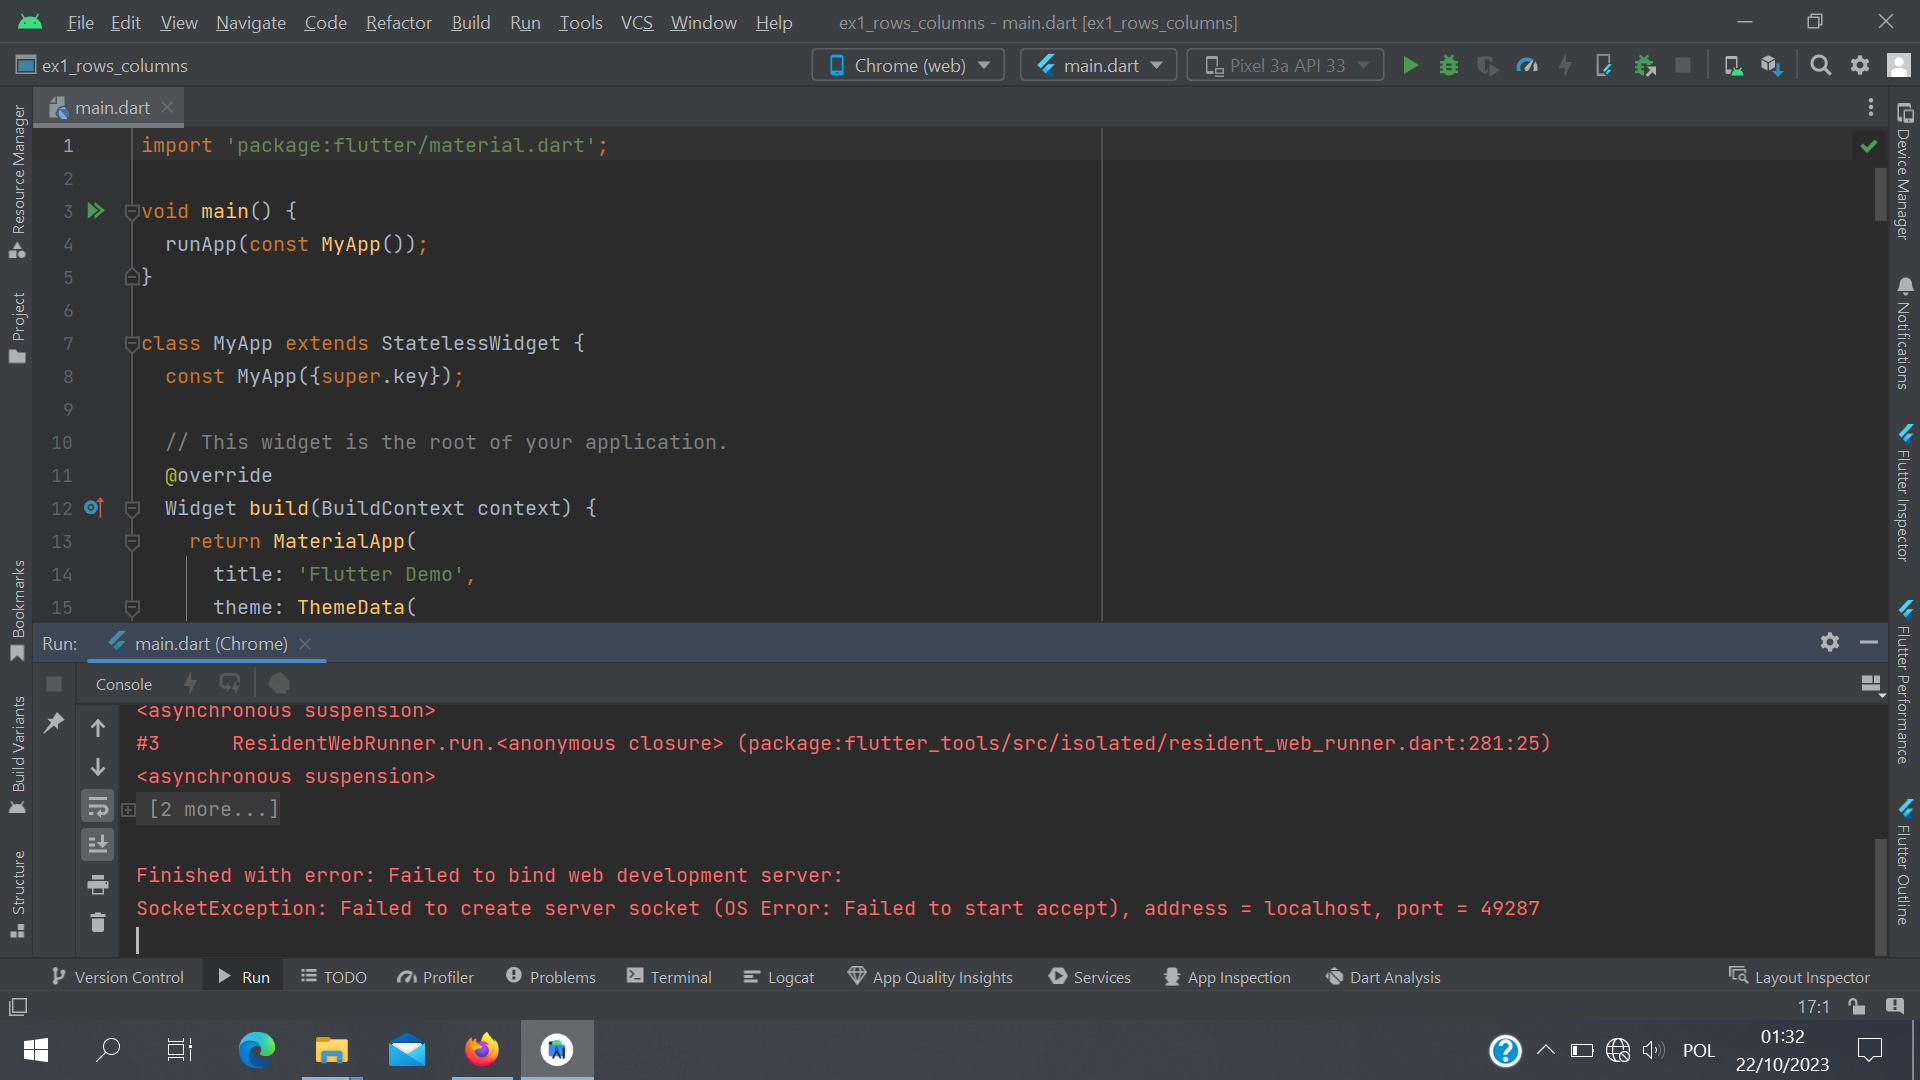 File Edit View Navigate Code Refactor Build Run Tools VCS Window Help ex1_rows_columns - main.dart [ex1_rows_columns]
ex1_rows_columns Chrome (web) main.dart Pixel 3a API 33
main.dart
1 import 'package:flutter/material.dart';
2
3 void main() {
4 runApp(const MyApp());
5 }
6
7 class MyApp extends StatelessWidget {
8 const MyApp({super.key});
9
10 // This widget is the root of your application.
11 @override
12 Widget build(BuildContext context) {
13 return MaterialApp(
14 title: 'Flutter Demo',
15 theme: ThemeData(
Resource Manager
Project
Bookmarks
Build Variants
Structure
Device Manager
Notifications
Flutter Inspector
Flutter Performance
Flutter Outline
Run: main.dart (Chrome)
Console
<asynchronous suspension>
#3 ResidentWebRunner.run.<anonymous closure> (package:flutter_tools/src/isolated/resident_web_runner.dart:281:25)
<asynchronous suspension>
[2 more...]
Finished with error: Failed to bind web development server:
SocketException: Failed to create server socket (OS Error: Failed to start accept), address = localhost, port = 49287
Version Control Run TODO Profiler Problems Terminal Logcat App Quality Insights Services App Inspection Dart Analysis Layout Inspector
17:1
POL
01:32
22/10/2023